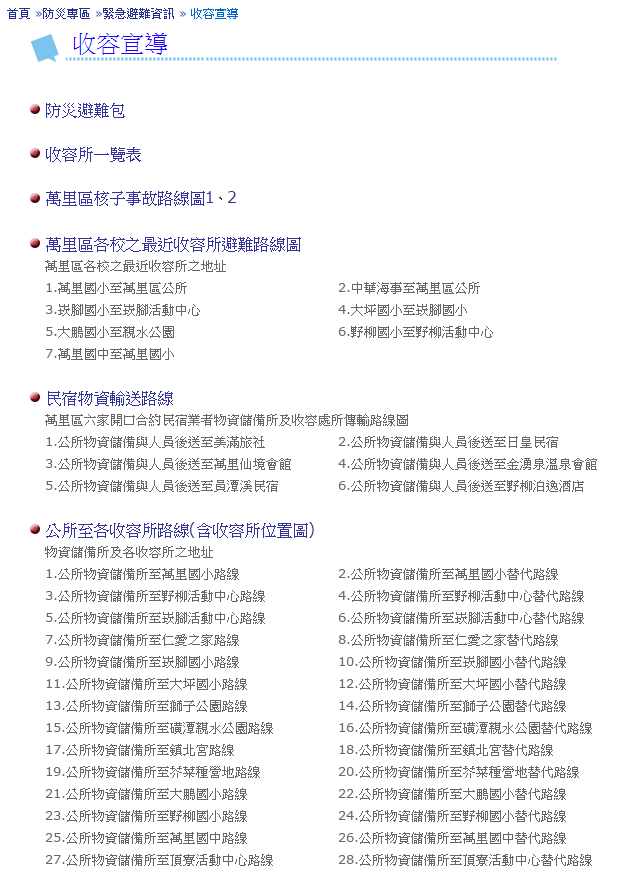 首頁 »防災專區 »緊急避難資訊 » 收容宣導
收容宣導
防災避難包
收容所一覽表
萬里區核子事故路線圖1、2
萬里區各校之最近收容所避難路線圖
萬里區各校之最近收容所之地址
1.萬里國小至萬里區公所 2.中華海事至萬里區公所
3.崁腳國小至崁腳活動中心 4.大坪國小至崁腳國小
5.大鵬國小至親水公園 6.野柳國小至野柳活動中心
7.萬里國中至萬里國小
民宿物資輸送路線
萬里區六家開口合約民宿業者物資儲備所及收容處所傳輸路線圖
1.公所物資儲備與人員後送至美滿旅社 2.公所物資儲備與人員後送至日皇民宿
3.公所物資儲備與人員後送至萬里仙境會館 4.公所物資儲備與人員後送至金湧泉溫泉會館
5.公所物資儲備與人員後送至員潭溪民宿 6.公所物資儲備與人員後送至野柳泊逸酒店
公所至各收容所路線(含收容所位置圖)
物資儲備所及各收容所之地址
1.公所物資儲備所至萬里國小路線 2.公所物資儲備所至萬里國小替代路線
3.公所物資儲備所至野柳活動中心路線 4.公所物資儲備所至野柳活動中心替代路線
5.公所物資儲備所至崁腳活動中心路線 6.公所物資儲備所至崁腳活動中心替代路線
7.公所物資儲備所至仁愛之家路線 8.公所物資儲備所至仁愛之家替代路線
9.公所物資儲備所至崁腳國小路線 10.公所物資儲備所至崁腳國小替代路線
11.公所物資儲備所至大坪國小路線 12.公所物資儲備所至大坪國小替代路線
13.公所物資儲備所至獅子公園路線 14.公所物資儲備所至獅子公園替代路線
15.公所物資儲備所至磺潭親水公園路線 16.公所物資儲備所至磺潭親水公園替代路線
17.公所物資儲備所至鎮北宮路線 18.公所物資儲備所至鎮北宮替代路線
19.公所物資儲備所至芥菜種營地路線 20.公所物資儲備所至芥菜種營地替代路線
21.公所物資儲備所至大鵬國小路線 22.公所物資儲備所至大鵬國小替代路線
23.公所物資儲備所至野柳國小路線 24.公所物資儲備所至野柳國小替代路線
25.公所物資儲備所至萬里國中路線 26.公所物資儲備所至萬里國中替代路線
27.公所物資儲備所至頂寮活動中心路線 28.公所物資儲備所至頂寮活動中心替代路線